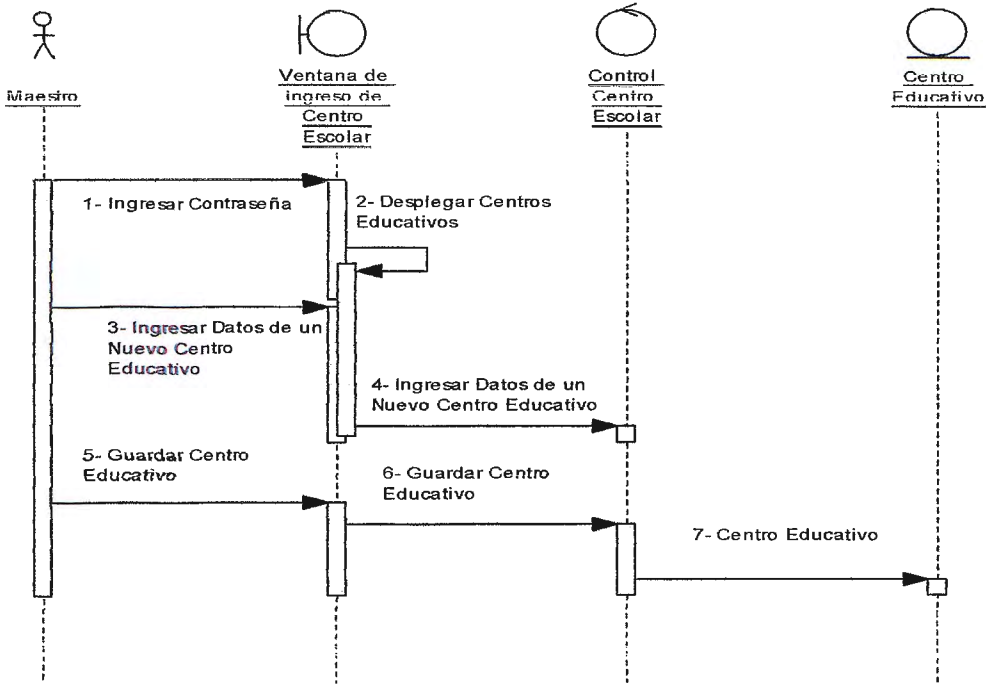 Maestro
Ventana de
ingreso de
Centro
Escolar
Control
Centro
Escolar
Centro
Educativo
1- Ingresar Contraseña
2- Desplegar Centros
Educativos
3- Ingresar Datos de un
Nuevo Centro
Educativo
4- Ingresar Datos de un
Nuevo Centro Educativo
5- Guardar Centro
Educativo
6- Guardar Centro
Educativo
7- Centro Educativo